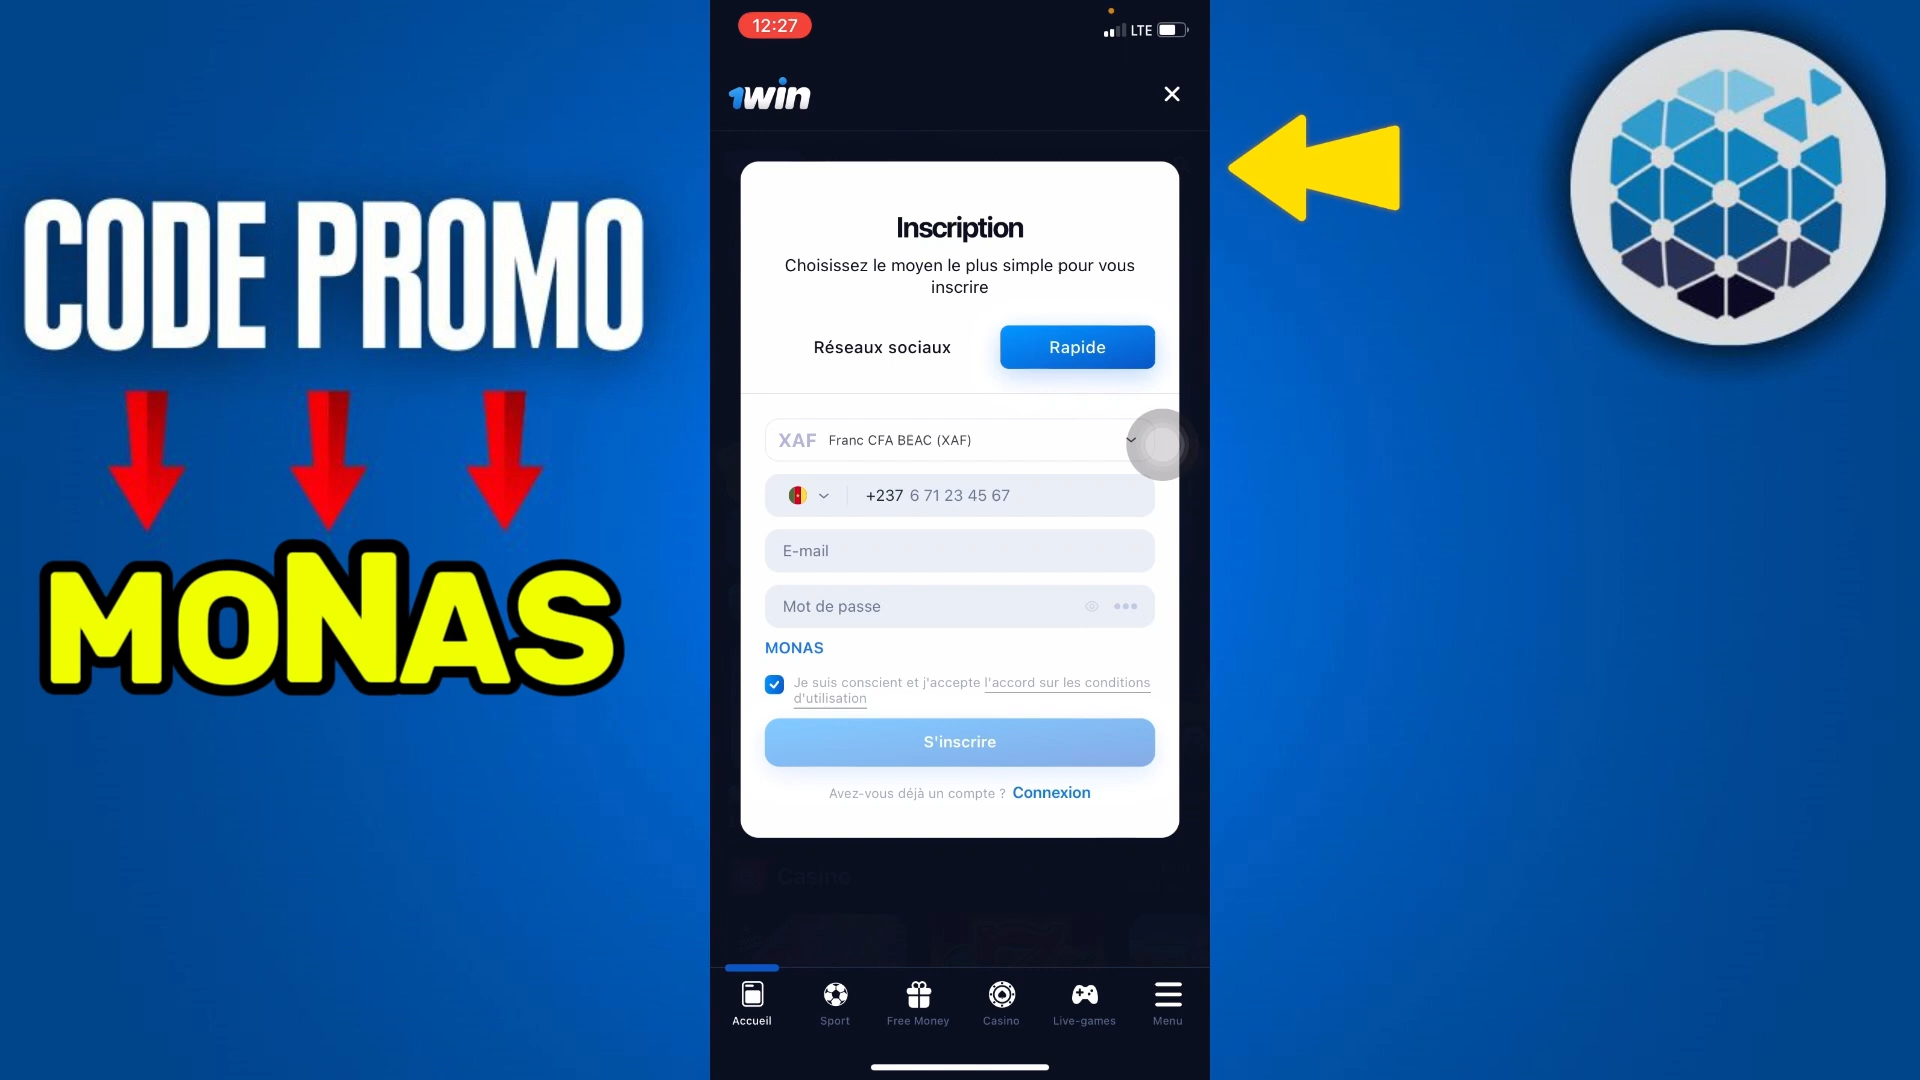 CODE PROMO
MONAS
12:27
LTE
1win
Inscription
Choisissez le moyen le plus simple pour vous
inscrire
Réseaux sociaux
Rapide
XAF Franc CFA BEAC (XAF)
+237 6 71 23 45 67
E-mail
Mot de passe
MONAS
Je suis conscient et j'accepte l'accord sur les conditions
d'utilisation
S'inscrire
Avez-vous déjà un compte ? Connexion
Casino
Accueil
Sport
Free Money
Casino
Live-games
Menu